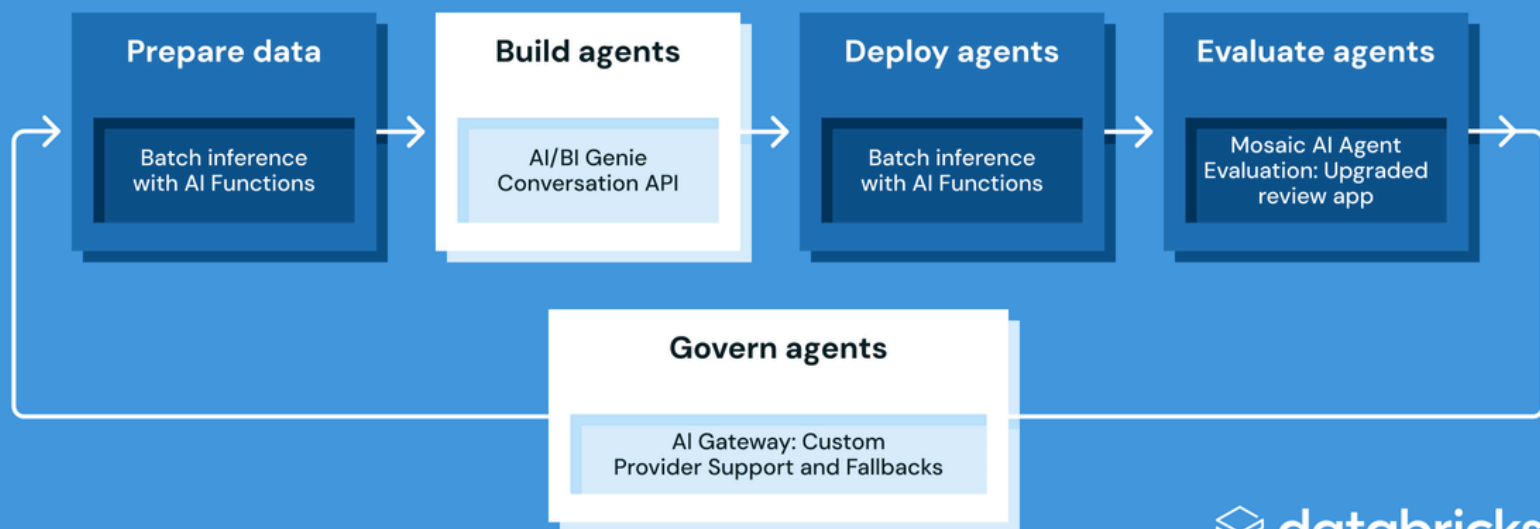 Prepare data
Batch inference
with AI Functions
Build agents
AI/BI Genie
Conversation API
Deploy agents
Batch inference
with AI Functions
Evaluate agents
Mosaic AI Agent
Evaluation: Upgraded
review app
Govern agents
AI Gateway: Custom
Provider Support and Fallbacks
databricks